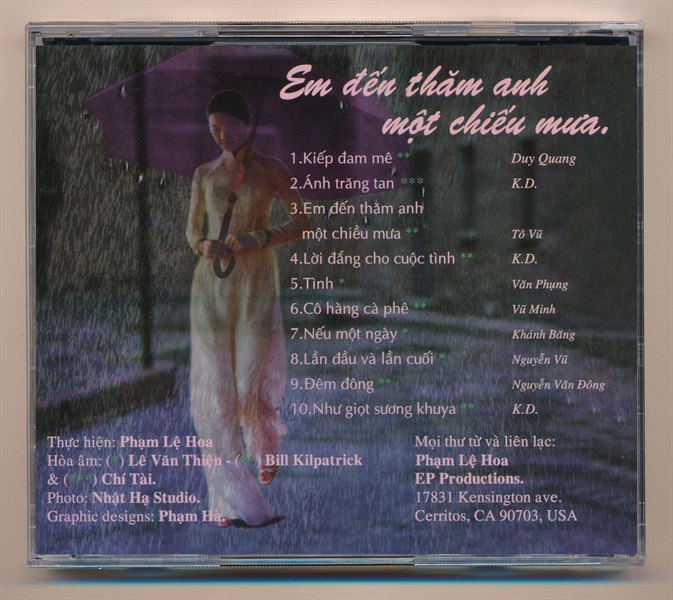 Em đến thăm anh
một chiếu mưa.
1.Kiếp đam mê ** Duy Quang
2.Ánh trăng tan *** K.D.
3.Em đến thăm anh
một chiều mưa ** Tô Vũ
4.Lời đắng cho cuộc tình ** K.D.
5.Tình * Văn Phụng
6.Cô hàng cà phê ** Vũ Minh
7.Nếu một ngày * Khánh Băng
8.Lần đầu và lần cuối * Nguyễn Vũ
9.Đêm đông ** Nguyễn Văn Đông
10.Như giọt sương khuya ** K.D.
Thực hiện: Phạm Lệ Hoa
Hòa âm: (*) Lê Văn Thiện - (**) Bill Kilpatrick
& (***) Chí Tài.
Photo: Nhật Hạ Studio.
Graphic designs: Phạm Hà.
Mọi thư từ và liên lạc:
Phạm Lệ Hoa
EP Productions.
17831 Kensington ave.
Cerritos, CA 90703, USA